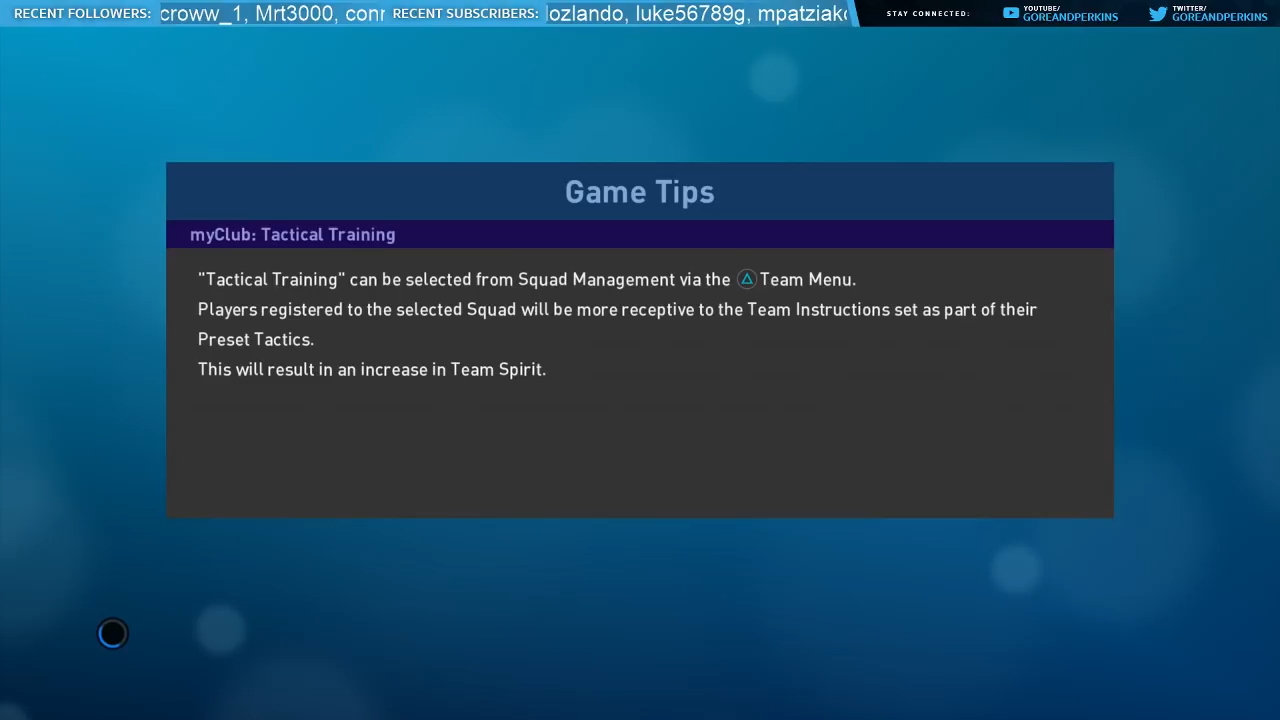 RECENT FOLLOWERS: croww_1, Mrt3000, conr RECENT SUBSCRIBERS: lozlando, luke56789g, mpatziako STAY CONNECTED: YOUTUBE/ GOREANDPERKINS TWITTER/ GOREANDPERKINS
Game Tips
myClub: Tactical Training
"Tactical Training" can be selected from Squad Management via the △ Team Menu.
Players registered to the selected Squad will be more receptive to the Team Instructions set as part of their
Preset Tactics.
This will result in an increase in Team Spirit.